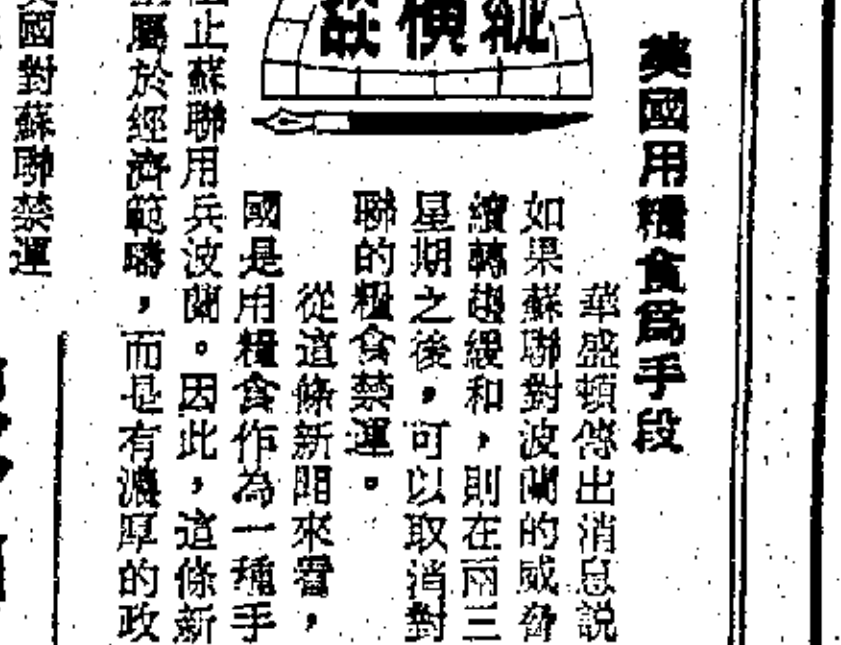 英國用糧食爲手段
華盛頓傳出消息説
如果蘇聯對波蘭的威脅
續轉趨緩和,則在兩三
星期之後,可以取消對
聯的糧食禁運。
從這條新聞來看,
國是用糧食作為一種手
止蘇聯用兵波蘭。因此,這條新
屬於經濟範疇,而是有濃厚的政
國對蘇聯禁運
縱橫談